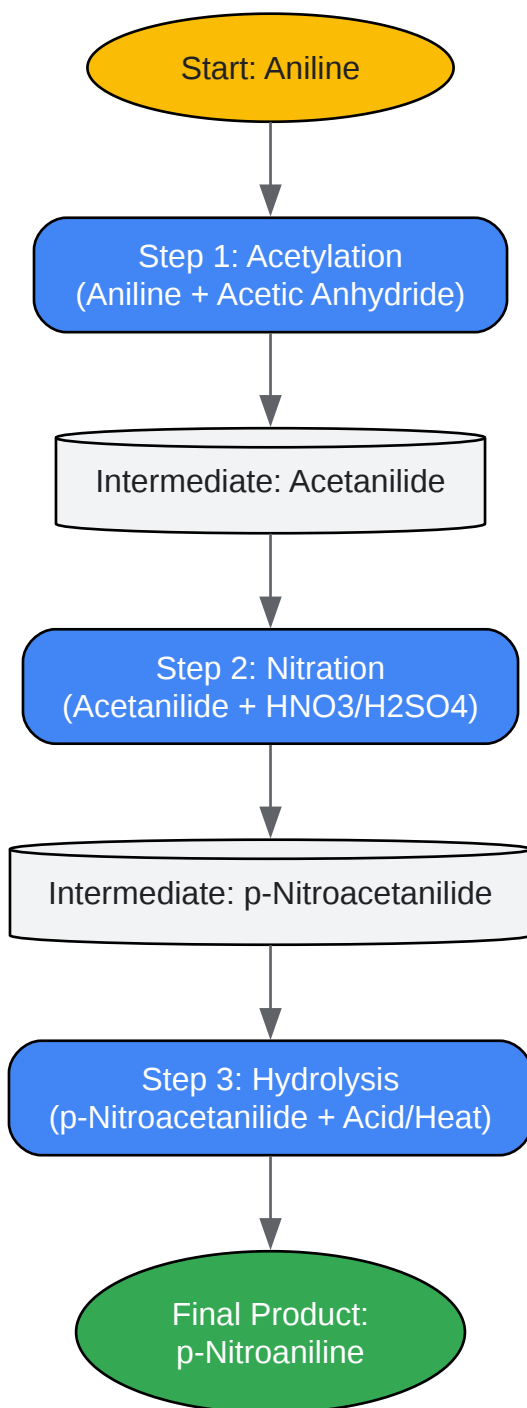 Start: Aniline
Step 1: Acetylation
(Aniline + Acetic Anhydride)
Intermediate: Acetanilide
Step 2: Nitration
(Acetanilide + HNO3/H2SO4)
Intermediate: p-Nitroacetanilide
Step 3: Hydrolysis
(p-Nitroacetanilide + Acid/Heat)
Final Product:
p-Nitroaniline